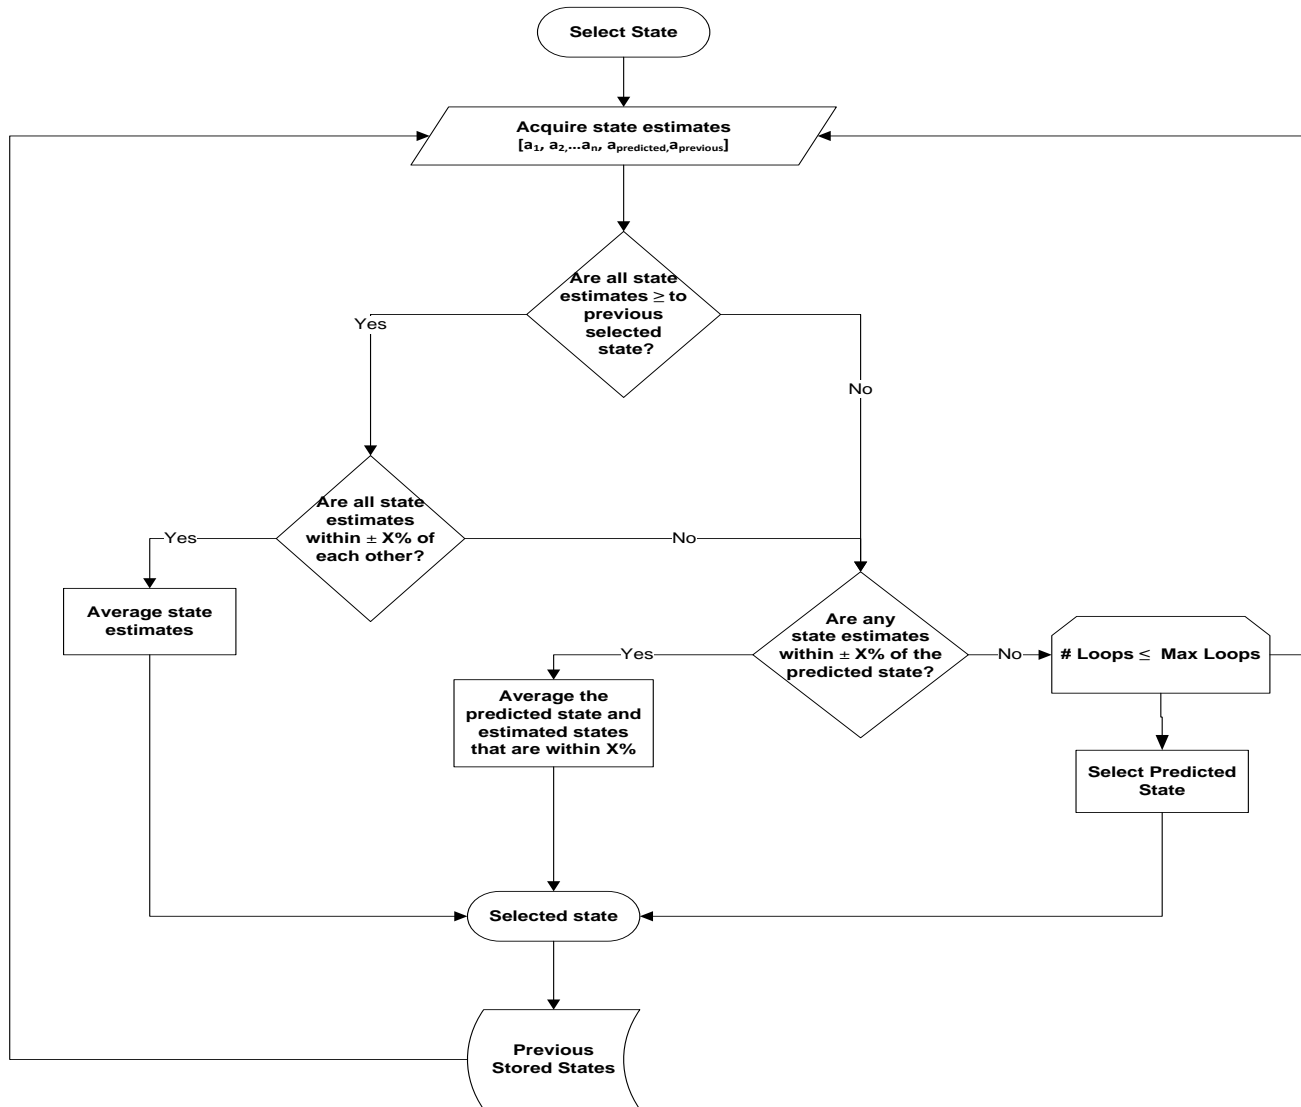 Select State
Acquire state estimates
[a₁, a₂,...aₙ, a_predicted,a_previous]
Are all state
estimates ≥ to
previous
selected
state?
Yes
No
Are all state
estimates
within ± X% of
each other?
Yes
No
Average state
estimates
Are any
state estimates
within ± X% of the
predicted state?
Yes
No
# Loops ≤ Max Loops
Average the
predicted state and
estimated states
that are within X%
Select Predicted
State
Selected state
Previous
Stored States